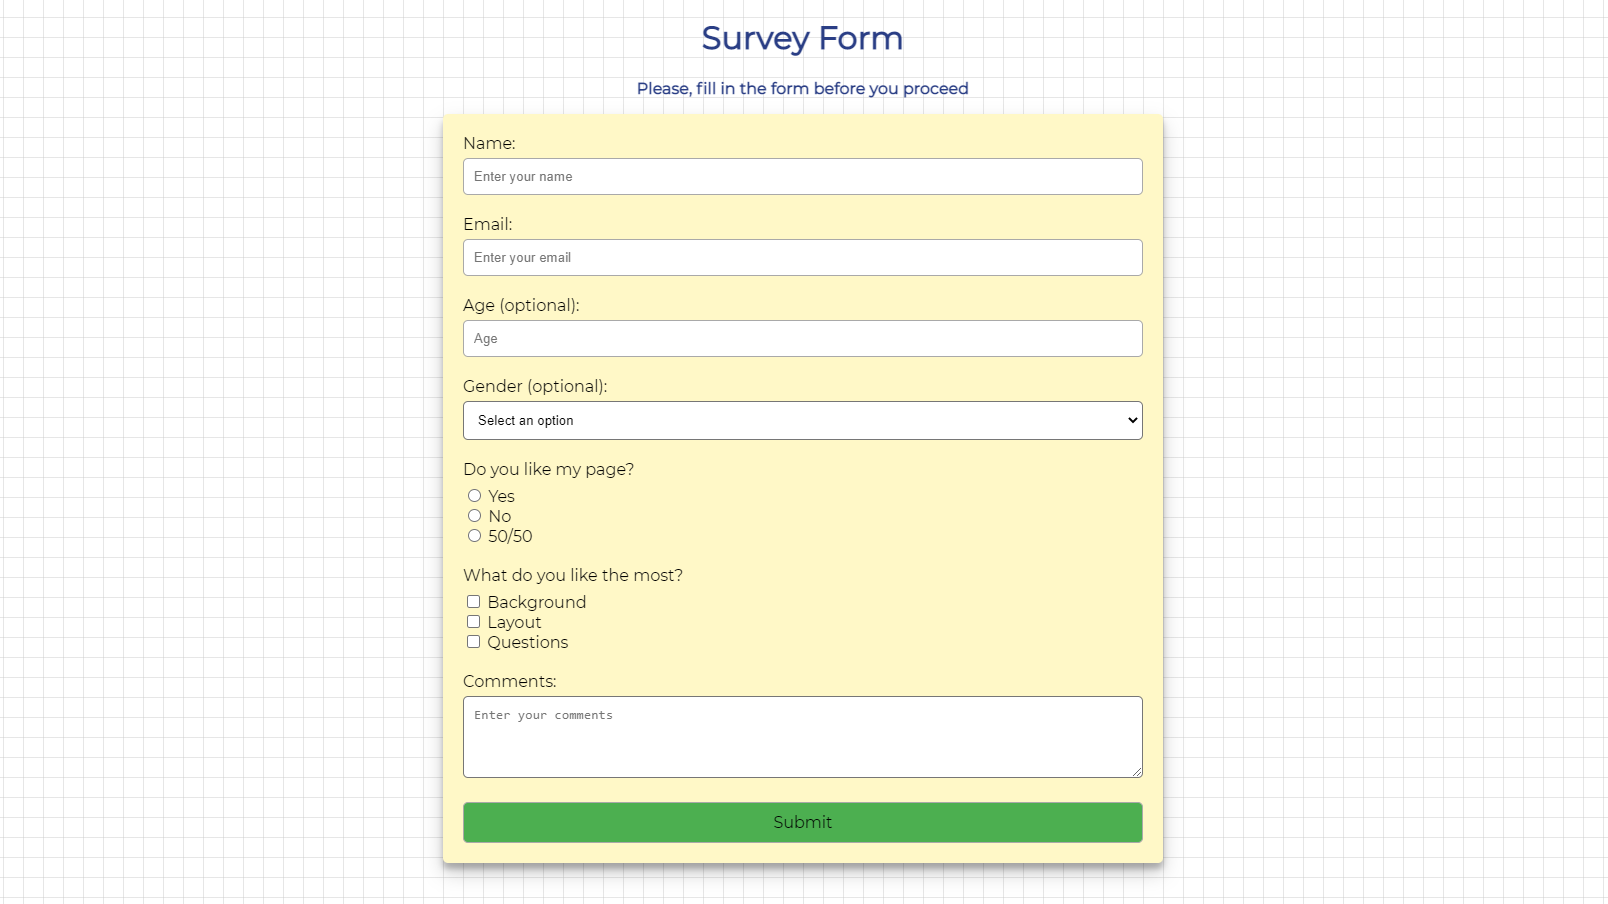 Survey Form
Please, fill in the form before you proceed
Name:
Enter your name
Email:
Enter your email
Age (optional):
Age
Gender (optional):
Select an option
Do you like my page?
Yes
No
50/50
What do you like the most?
Background
Layout
Questions
Comments:
Enter your comments
Submit